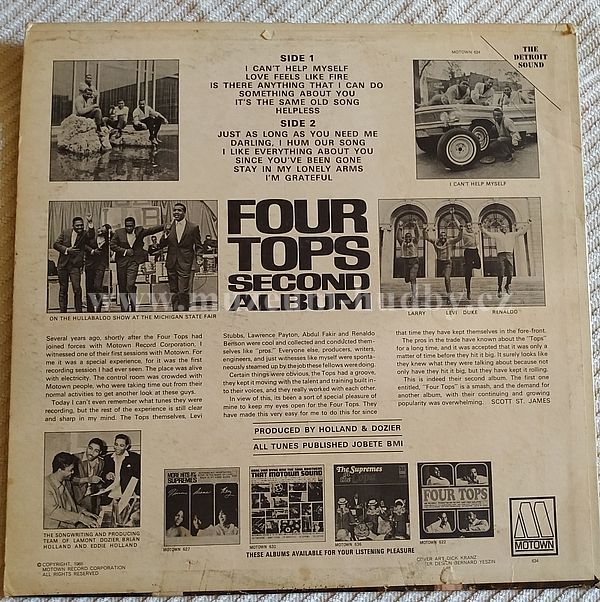 SIDE 1
I CAN'T HELP MYSELF
LOVE FEELS LIKE FIRE
IS THERE ANYTHING THAT I CAN DO
SOMETHING ABOUT YOU
IT'S THE SAME OLD SONG
HELPLESS
SIDE 2
JUST AS LONG AS YOU NEED ME
DARLING, I HUM OUR SONG
I LIKE EVERYTHING ABOUT YOU
SINCE YOU'VE BEEN GONE
STAY IN MY LONELY ARMS
I'M GRATEFUL
MOTOWN 634
THE
DETROIT
SOUND
I CAN'T HELP MYSELF
FOUR
TOPS
SECOND
ALBUM
ON THE HULLABALOO SHOW AT THE MICHIGAN STATE FAIR
LARRY LEVI DUKE RENALDO
Several years ago, shortly after the Four Tops had
joined forces with Motown Record Corporation, I
witnessed one of their first sessions with Motown. For
me it was a special experience, for it was the first
recording session I had ever seen. The place was alive
with electricity. The control room was crowded with
Motown people, who were taking time out from their
normal activities to get another look at these guys.
Today I can't even remember what tunes they were
recording, but the rest of the experience is still clear
and sharp in my mind. The Tops themselves, Levi
Stubbs, Lawrence Payton, Abdul Fakir and Renaldo
Benson were cool and collected and conducted them-
selves like "pros." Everyone else, producers, writers,
engineers, and just witnesses like myself were sponta-
neously steamed up by the job these fellows were doing.
Certain things were obvious. The Tops had a groove,
they kept it moving with the talent and training built in-
to their voices, and they really worked with each other.
In view of this, its been a sort of special pleasure of
mine to keep my eyes open for the Four Tops. They
have made this very easy for me to do this for since
that time they have kept themselves in the fore-front.
The pros in the trade have known about the "Tops"
for a long time, and it was accepted that it was only a
matter of time before they hit it big. It surely looks like
they knew what they were talking about because not
only have they hit it big, but they have kept it rolling.
This is indeed their second album. The first one
entitled, "Four Tops" is a smash, and the demand for
another album, with their continuing and growing
popularity was overwhelming. SCOTT ST. JAMES
PRODUCED BY HOLLAND & DOZIER
ALL TUNES PUBLISHED JOBETE BMI
THE SONGWRITING AND PRODUCING
TEAM OF LAMONT DOZIER, BRIAN
HOLLAND AND EDDIE HOLLAND
MORE HITS BY THE
SUPREMES
MOTOWN 627
THAT MOTOWN SOUND
MOTOWN 631
The Supremes
MOTOWN 636
FOUR TOPS
MOTOWN 622
THESE ALBUMS AVAILABLE FOR YOUR LISTENING PLEASURE
M
MOTOWN
© COPYRIGHT, 1965
MOTOWN RECORD CORPORATION
ALL RIGHTS RESERVED
COVER ART: DICK KRANZ
DESIGN: BERNARD YESZIN
634